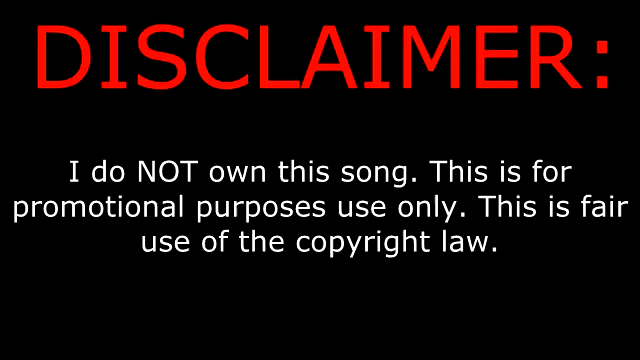 DISCLAIMER:
I do NOT own this song. This is for
promotional purposes use only. This is fair
use of the copyright law.